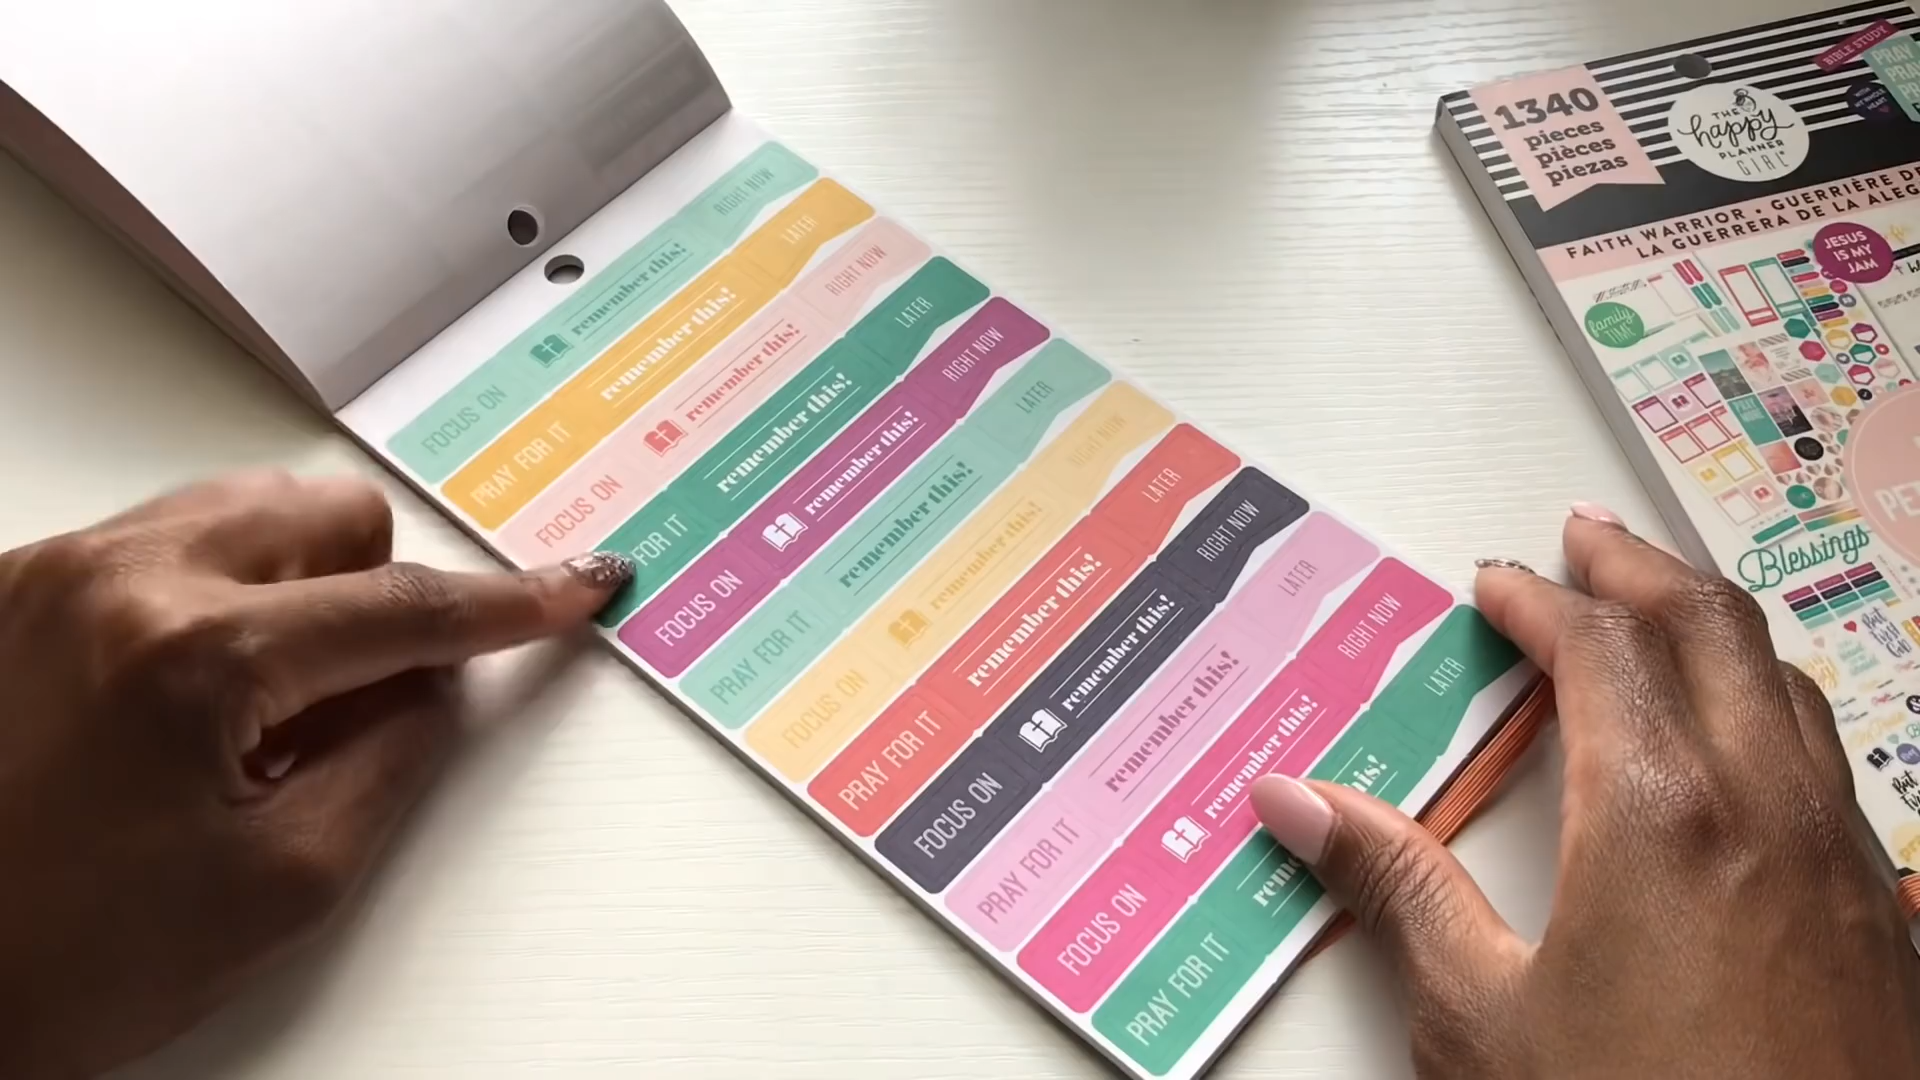 FOCUS ON remember this! RIGHT NOW
PRAY FOR IT remember this! LATER
FOCUS ON remember this! RIGHT NOW
FOR IT remember this! LATER
FOCUS ON remember this! RIGHT NOW
PRAY FOR IT remember this! LATER
FOCUS ON remember this! RIGHT NOW
PRAY FOR IT remember this! LATER
FOCUS ON remember this! RIGHT NOW
PRAY FOR IT remember this! LATER
FOCUS ON remember this! RIGHT NOW
PRAY FOR IT LATER
1340
pieces
pièces
piezas
THE
happy
PLANNER
GIRL
BIBLE STUDY
PRAY
FAITH WARRIOR • GUERRIÈRE DE
LA GUERRERA DE LA
JESUS
IS MY
JAM
family
TIME
Blessings